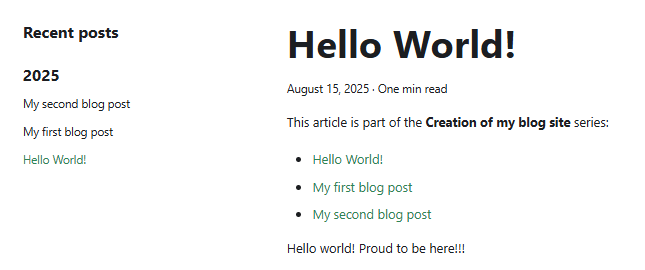 Recent posts
2025
My second blog post
My first blog post
Hello World!
Hello World!
August 15, 2025 · One min read
This article is part of the Creation of my blog site series:
Hello World!
My first blog post
My second blog post
Hello world! Proud to be here!!!